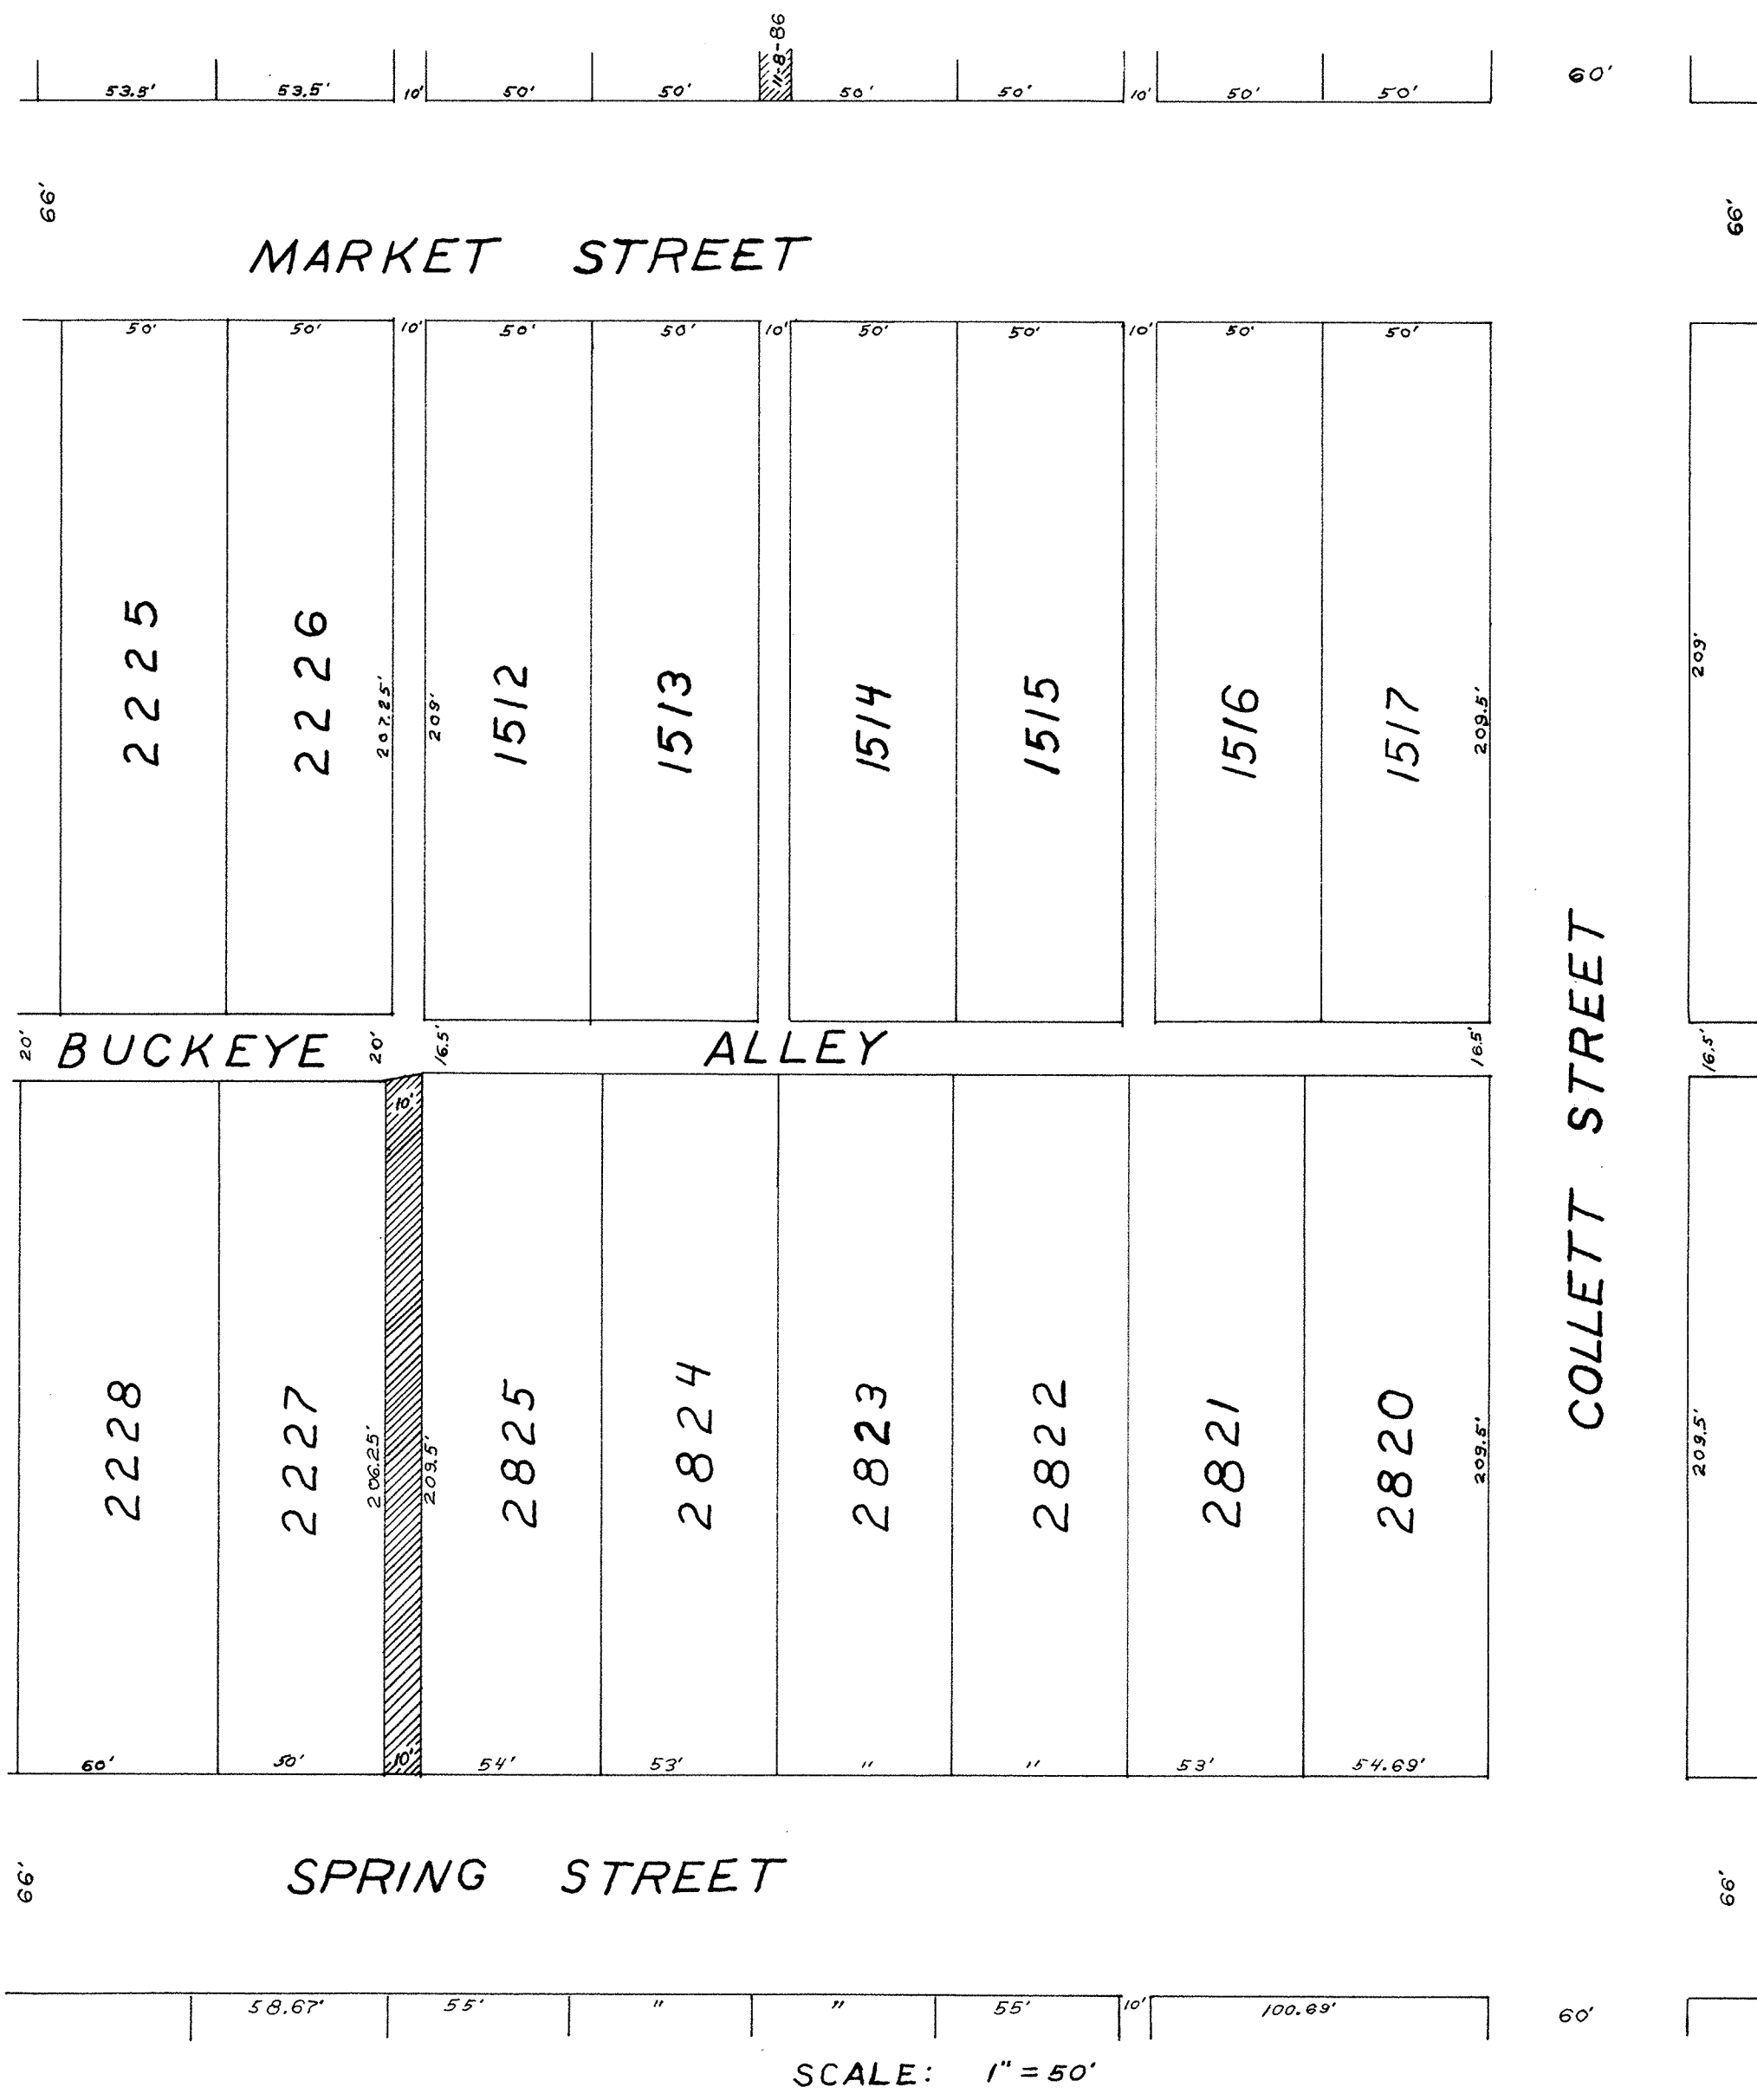 11-8-86
53.5' 53.5' 10' 50' 50' 50' 50' 10' 50' 50' 60'
66' 66'
MARKET STREET
50' 50' 10' 50' 50' 10' 50' 50' 10' 50' 50'
2225 2226 207.25' 209' 1512 1513 1514 1515 1516 1517 209.5' 209'
20' BUCKEYE 20' 16.5' ALLEY 16.5' 16.5'
10'
COLLETT STREET
2228 2227 206.25' 209.5' 2825 2824 2823 2822 2821 2820 209.5' 209.5'
60' 50' 10' 54' 53' " " 53' 54.69'
66' SPRING STREET 66'
58.67' 55' " " 55' 10' 100.69' 60'
SCALE: 1" = 50'